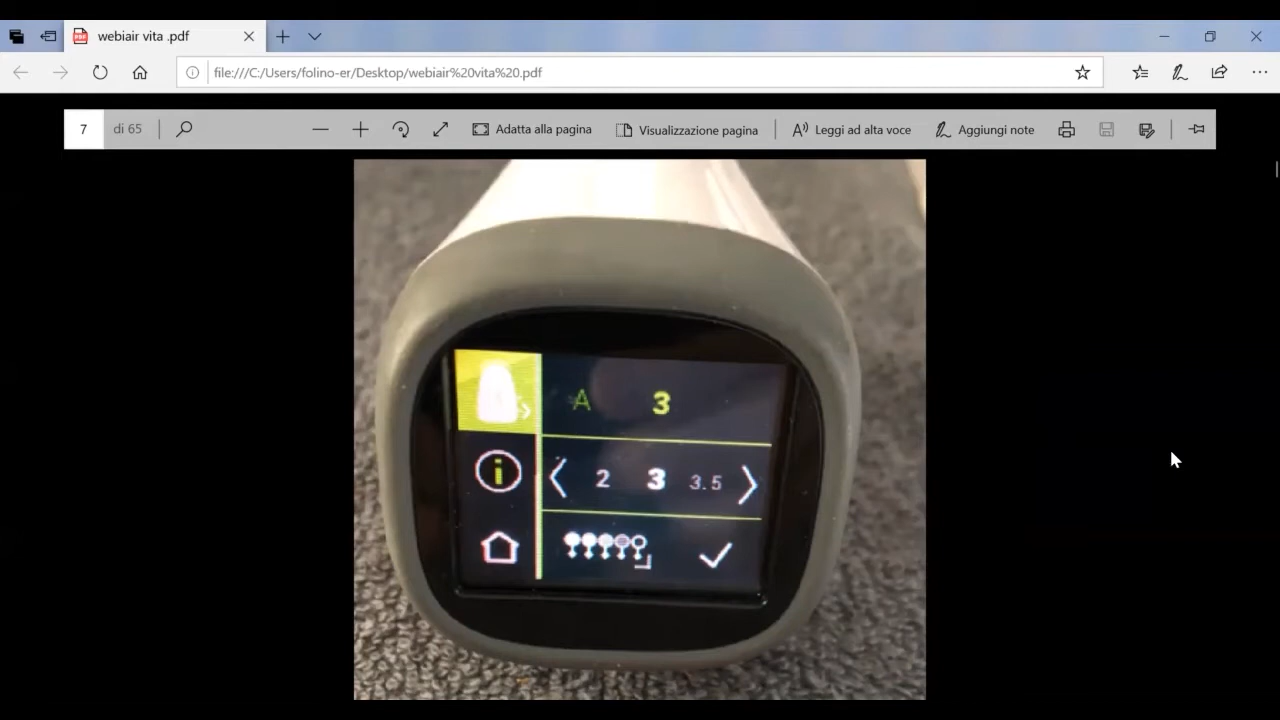 webiair vita .pdf
file:///C:/Users/folino-er/Desktop/webiair%20vita%20.pdf
7 di 65 Adatta alla pagina Visualizzazione pagina Leggi ad alta voce Aggiungi note
A 3
2 3 3.5
i